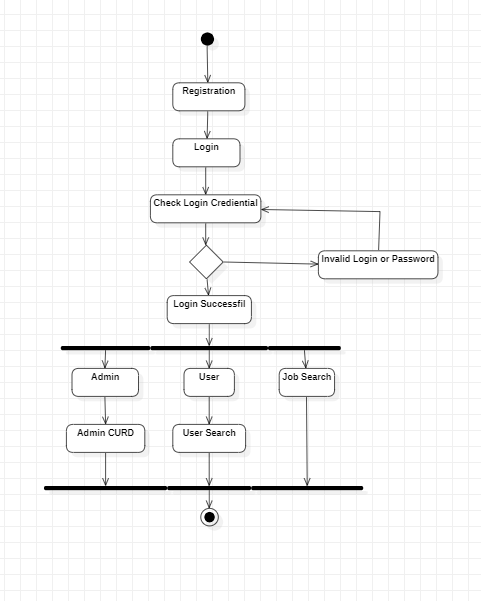 Registration
Login
Check Login Crediential
Invalid Login or Password
Login Successfil
Admin
User
Job Search
Admin CURD
User Search